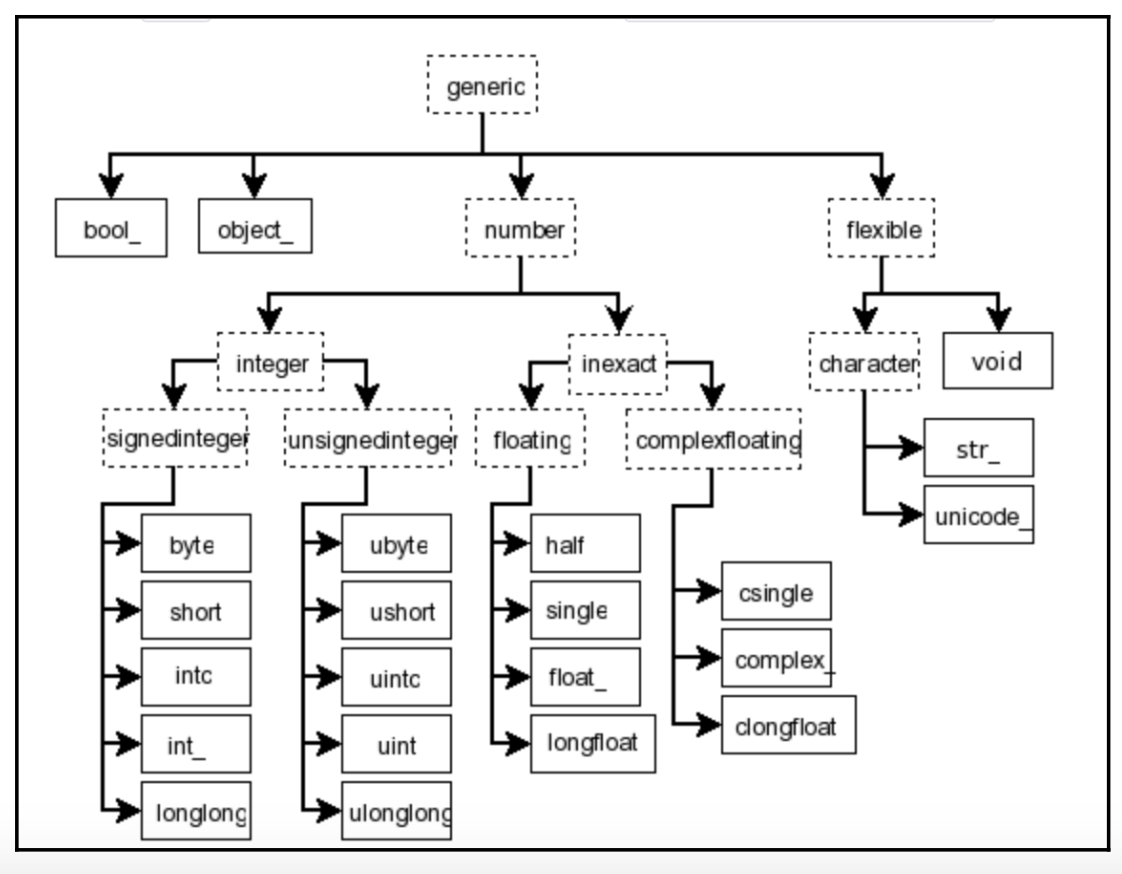 generic
bool_
object_
number
flexible
integer
inexact
character
void
signedinteger
unsignedinteger
floating
complexfloating
str_
unicode_
byte
ubyte
half
csingle
short
ushort
single
complex_
intc
uintc
float_
clongfloat
int_
uint
longfloat
longlong
ulonglong